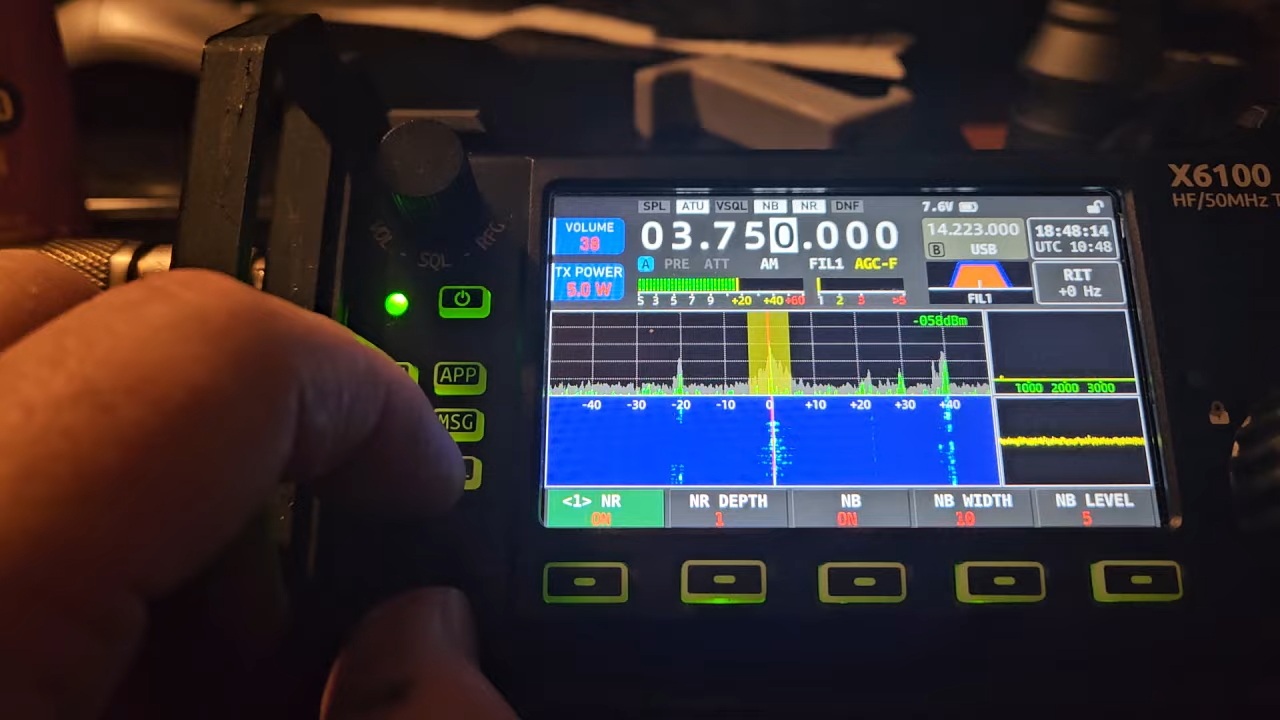 X6100
HF/50MHz T
SPL ATU VSQL NB NR DNF 7.6V
VOLUME
38
03.750.000
14.223.000
B USB
18:48:14
UTC 10:48
A PRE ATT AM FIL1 AGC-F
TX POWER
5.0 W
S 3 5 7 9 +20 +40 +60 1 2 3 >5
FIL1
RIT
+0 Hz
-058dBm
1000 2000 3000
-40 -30 -20 -10 0 +10 +20 +30 +40
<1> NR
ON
NR DEPTH
1
NB
ON
NB WIDTH
10
NB LEVEL
5
VOL SQL RFG
APP
MSG